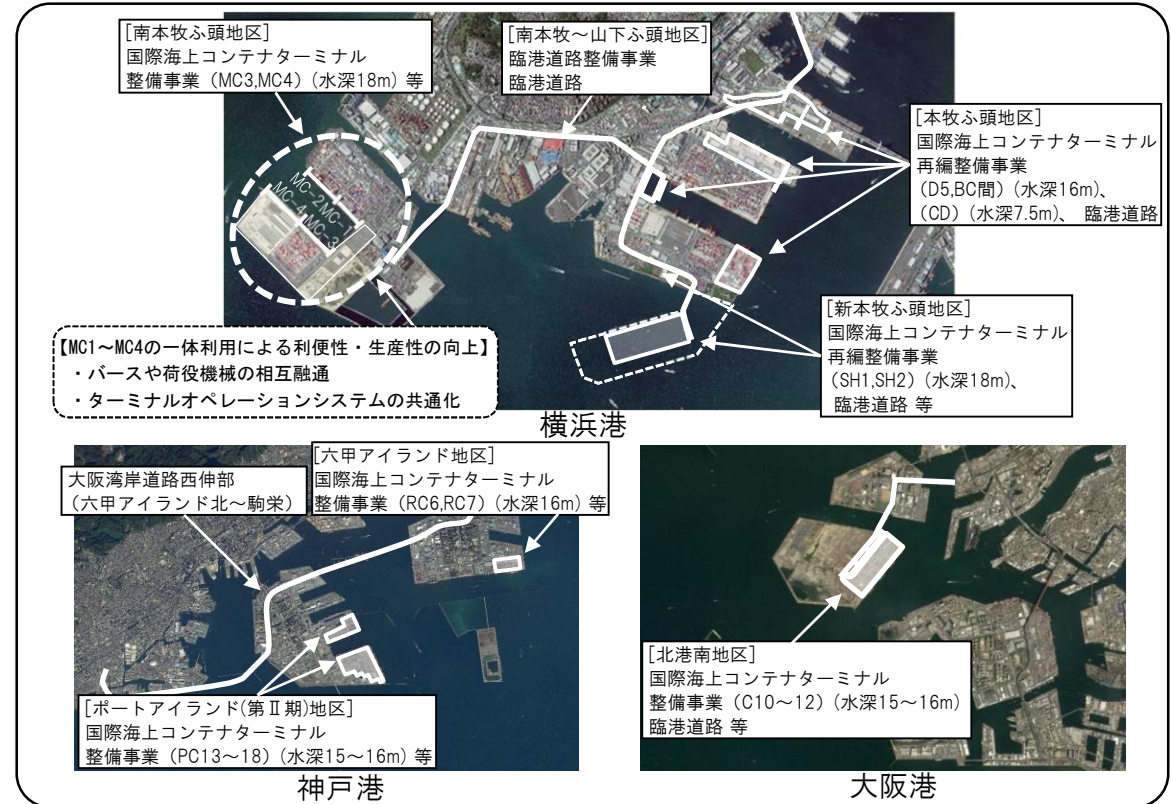 [南本牧ふ頭地区]
国際海上コンテナターミナル
整備事業 (MC3,MC4) (水深18m) 等
[南本牧～山下ふ頭地区]
臨港道路整備事業
臨港道路
[本牧ふ頭地区]
国際海上コンテナターミナル
再編整備事業
(D5,BC間) (水深16m)、
(CD) (水深7.5m)、 臨港道路
MC-2 MC-1
MC-4 MC-3
【MC1～MC4の一体利用による利便性・生産性の向上】
・バースや荷役機械の相互融通
・ターミナルオペレーションシステムの共通化
[新本牧ふ頭地区]
国際海上コンテナターミナル
再編整備事業
(SH1,SH2) (水深18m)、
臨港道路 等
横浜港
大阪湾岸道路西伸部
(六甲アイランド北～駒栄)
[六甲アイランド地区]
国際海上コンテナターミナル
整備事業 (RC6,RC7) (水深16m) 等
[ポートアイランド(第Ⅱ期)地区]
国際海上コンテナターミナル
整備事業 (PC13～18) (水深15～16m) 等
神戸港
[北港南地区]
国際海上コンテナターミナル
整備事業 (C10～12) (水深15～16m)
臨港道路 等
大阪港